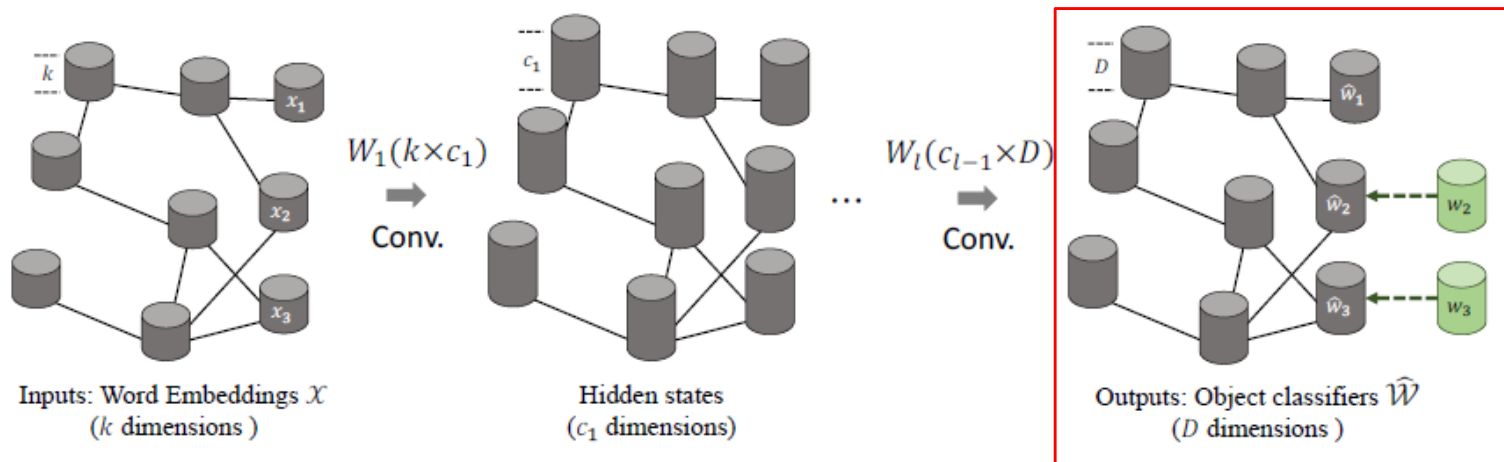 k
x₁
x₂
x₃
Inputs: Word Embeddings 𝒳
(k dimensions )
W₁(k×c₁)
Conv.
c₁
Hidden states
(c₁ dimensions)
...
Wₗ(cₗ₋₁×D)
Conv.
D
ŵ₁
ŵ₂
w₂
ŵ₃
w₃
Outputs: Object classifiers 𝒲̂
(D dimensions )